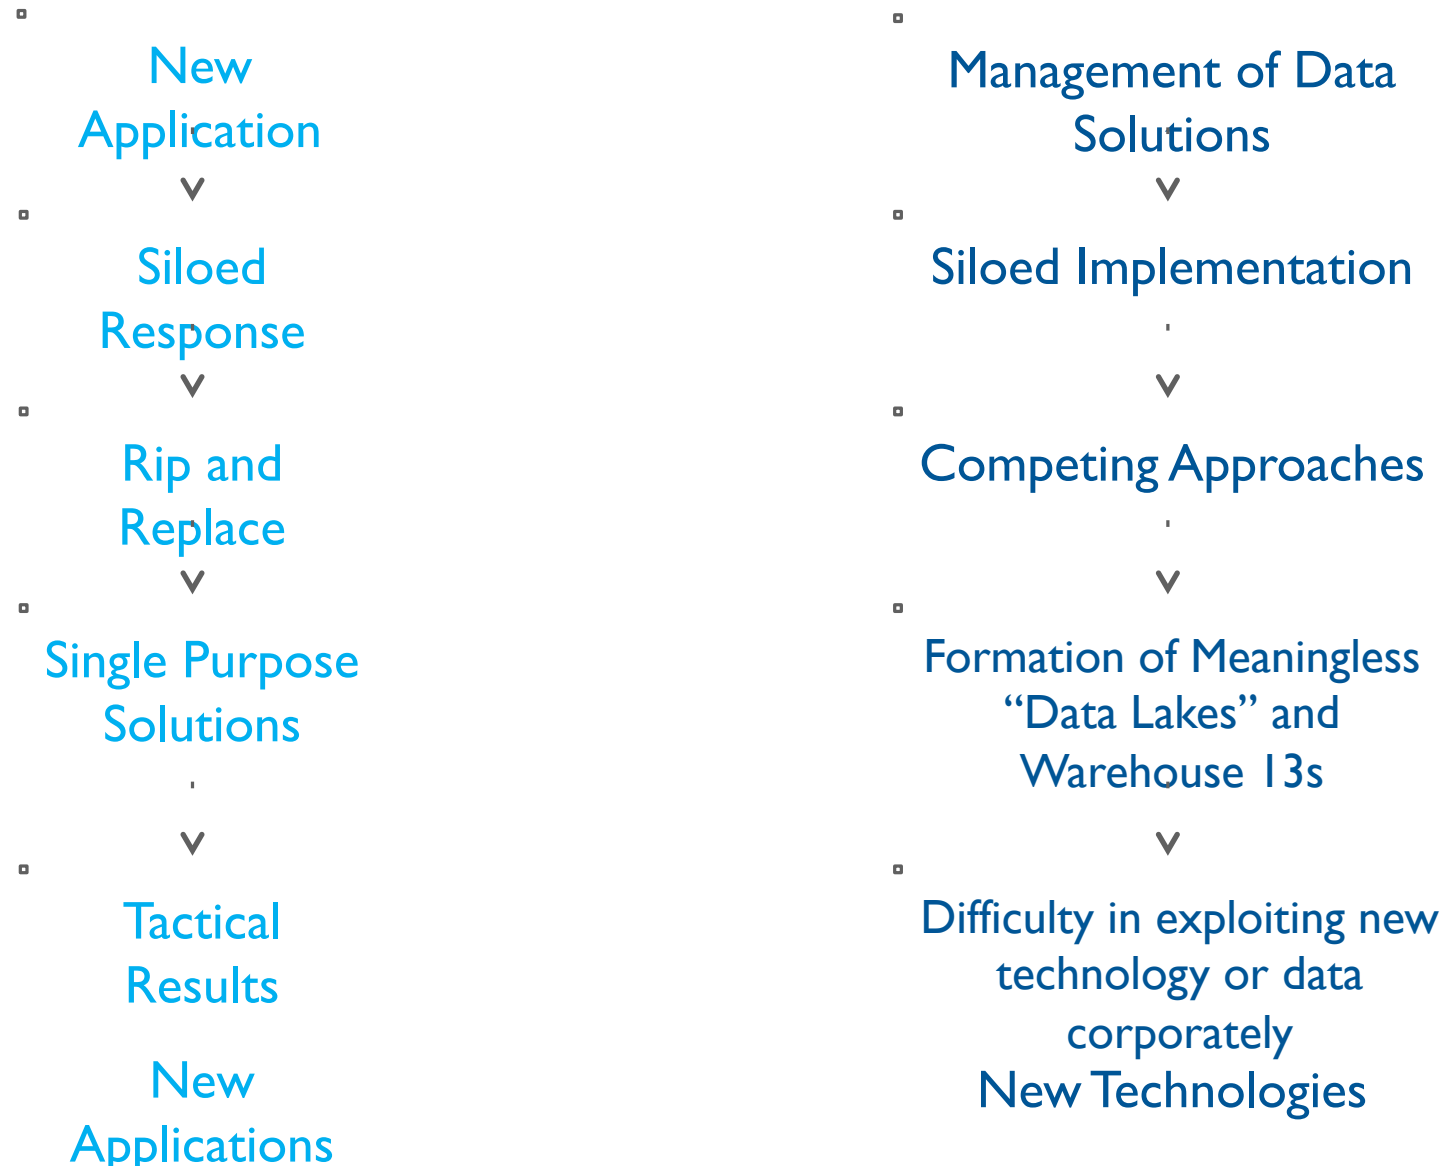 New
Application
Siloed
Response
Rip and
Replace
Single Purpose
Solutions
Tactical
Results
New
Applications
Management of Data
Solutions
Siloed Implementation
Competing Approaches
Formation of Meaningless
“Data Lakes” and
Warehouse 13s
Difficulty in exploiting new
technology or data
corporately
New Technologies